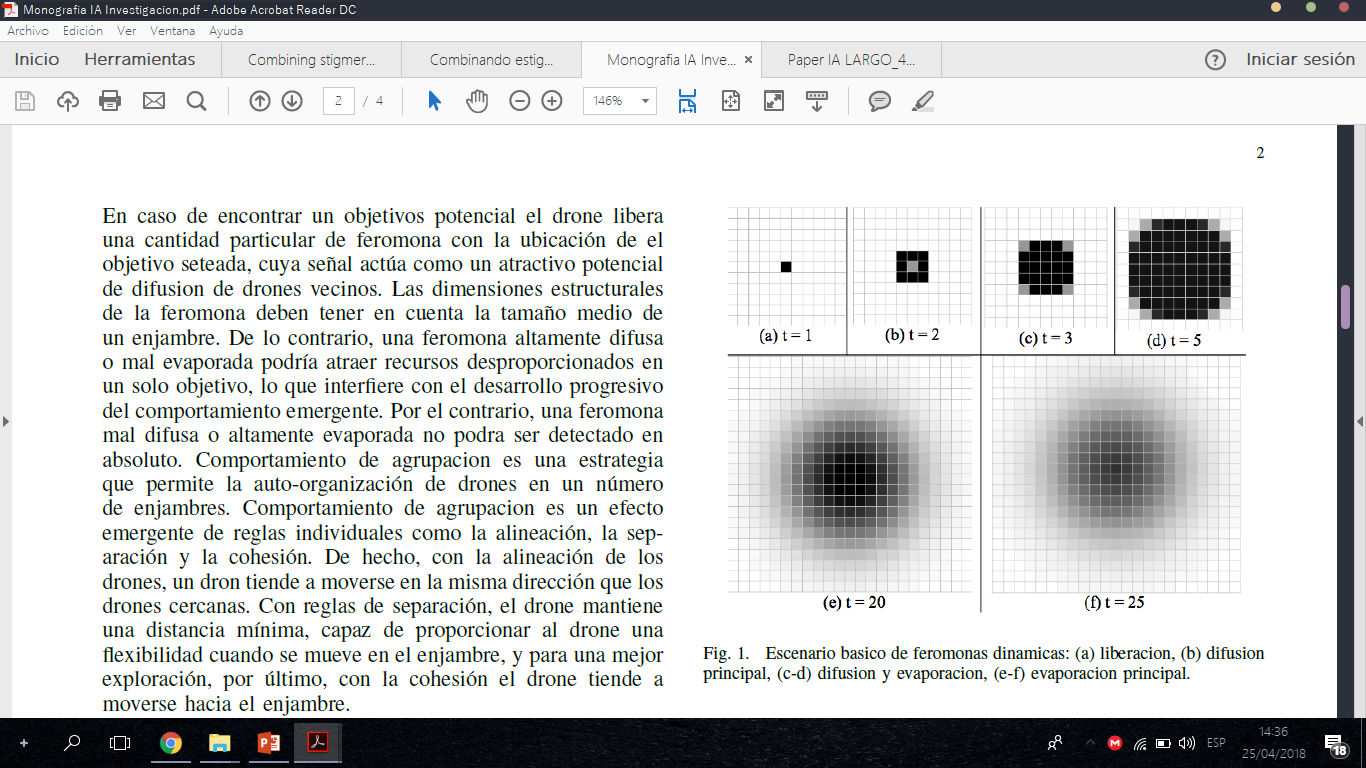 Monografia IA Investigacion.pdf - Adobe Acrobat Reader DC
Archivo Edición Ver Ventana Ayuda
Inicio Herramientas Combining stigmer... Combinando estig... Monografia IA Inve... × Paper IA LARGO_4... ? Iniciar sesión
2 / 4 146%
2
En caso de encontrar un objetivos potencial el drone libera
una cantidad particular de feromona con la ubicación de el
objetivo seteada, cuya señal actúa como un atractivo potencial
de difusion de drones vecinos. Las dimensiones estructurales
de la feromona deben tener en cuenta la tamaño medio de
un enjambre. De lo contrario, una feromona altamente difusa
o mal evaporada podría atraer recursos desproporcionados en
un solo objetivo, lo que interfiere con el desarrollo progresivo
del comportamiento emergente. Por el contrario, una feromona
mal difusa o altamente evaporada no podra ser detectado en
absoluto. Comportamiento de agrupacion es una estrategia
que permite la auto-organización de drones en un número
de enjambres. Comportamiento de agrupacion es un efecto
emergente de reglas individuales como la alineación, la sep-
aración y la cohesión. De hecho, con la alineación de los
drones, un dron tiende a moverse en la misma dirección que los
drones cercanas. Con reglas de separación, el drone mantiene
una distancia mínima, capaz de proporcionar al drone una
flexibilidad cuando se mueve en el enjambre, y para una mejor
exploración, por último, con la cohesión el drone tiende a
moverse hacia el enjambre.
(a) t = 1 (b) t = 2 (c) t = 3 (d) t = 5
(e) t = 20 (f) t = 25
Fig. 1. Escenario basico de feromonas dinamicas: (a) liberacion, (b) difusion
principal, (c-d) difusion y evaporacion, (e-f) evaporacion principal.
ESP
14:36
25/04/2018
18